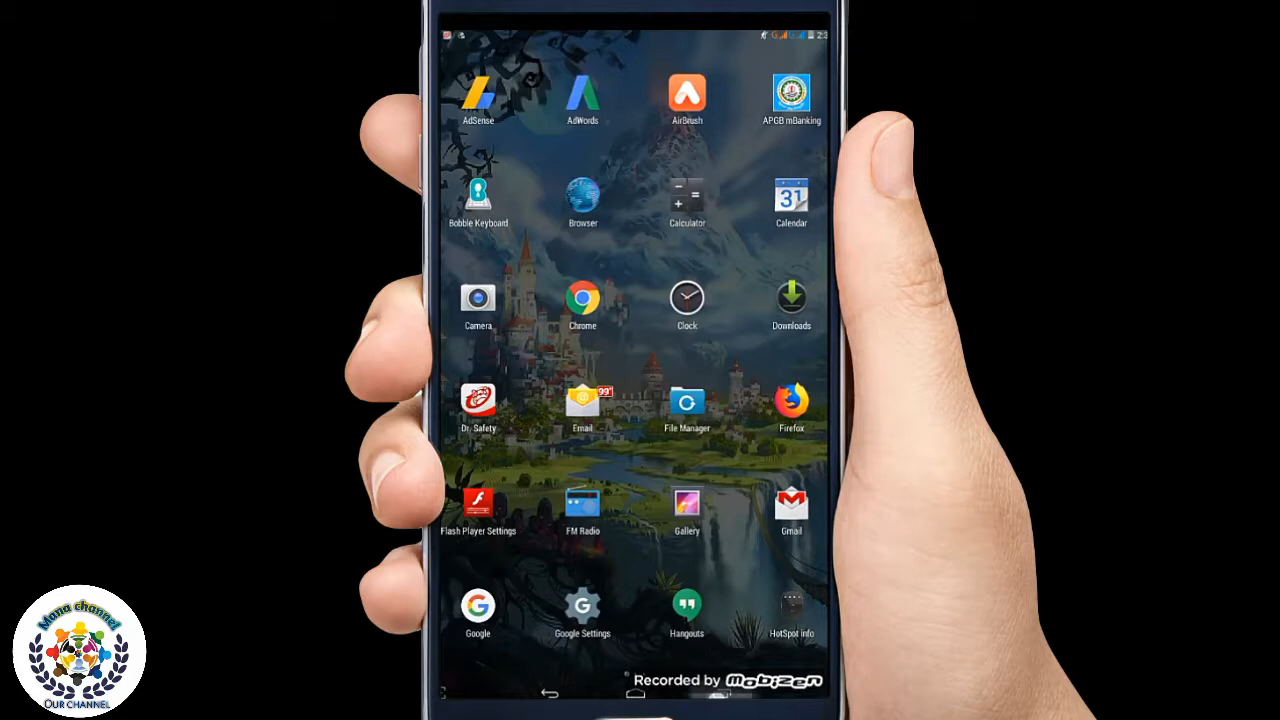 2:3
AdSense
AdWords
AirBrush
APGB mBanking
Bobble Keyboard
Browser
Calculator
31
Calendar
Camera
Chrome
Clock
Downloads
99+
Dr. Safety
Email
File Manager
Firefox
Flash Player Settings
FM Radio
Gallery
Gmail
Google
Google Settings
Hangouts
HotSpot info
Recorded by mobizen
Mana channel
OUR CHANNEL